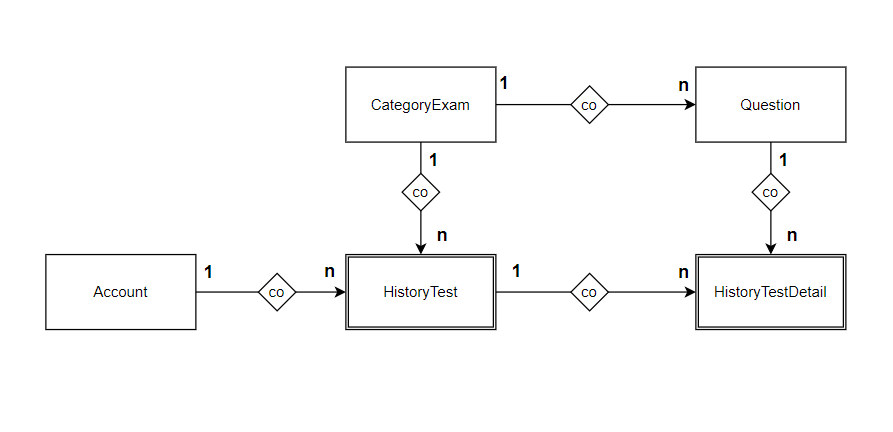 CategoryExam 1 co n Question
1 1
co co
n n
Account 1 co n HistoryTest 1 co n HistoryTestDetail